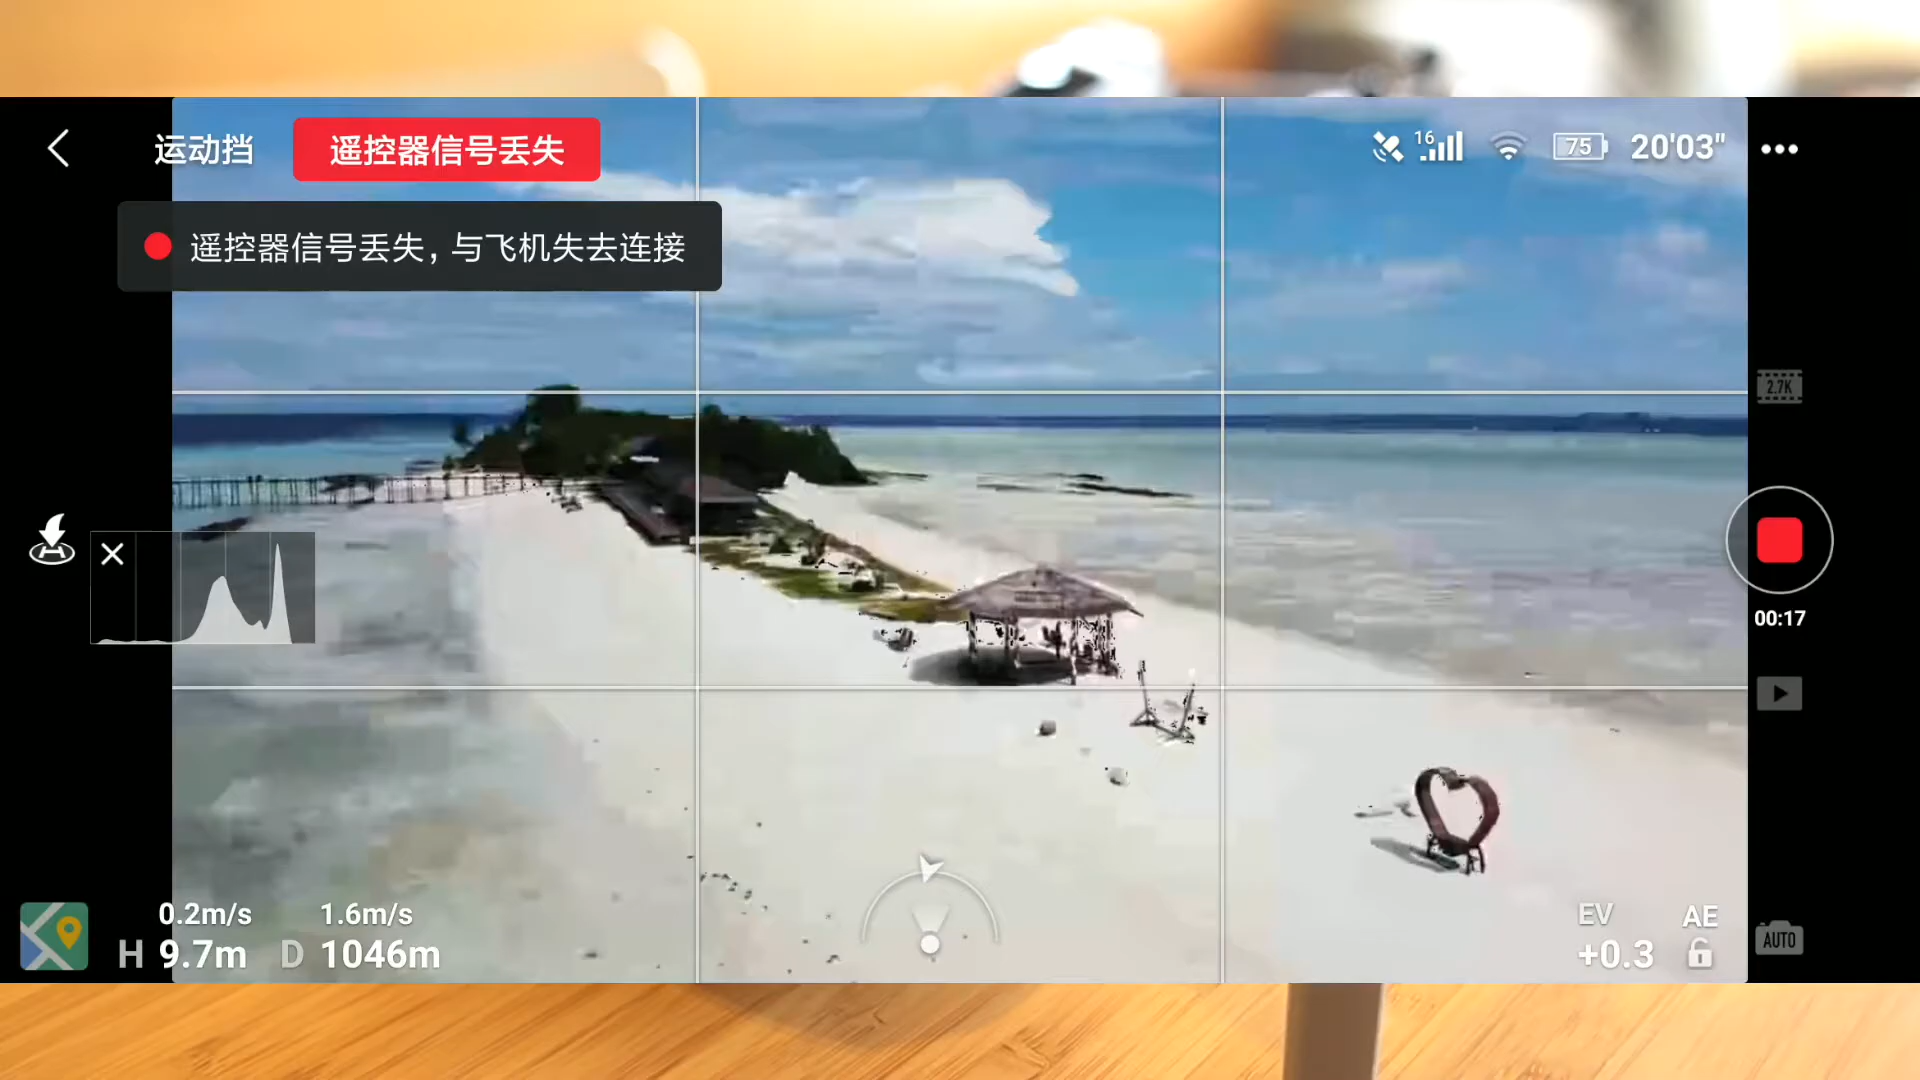 运动挡
遥控器信号丢失
16
75
20'03"
遥控器信号丢失，与飞机失去连接
2.7K
00:17
0.2m/s
1.6m/s
H 9.7m
D 1046m
EV
+0.3
AE
AUTO